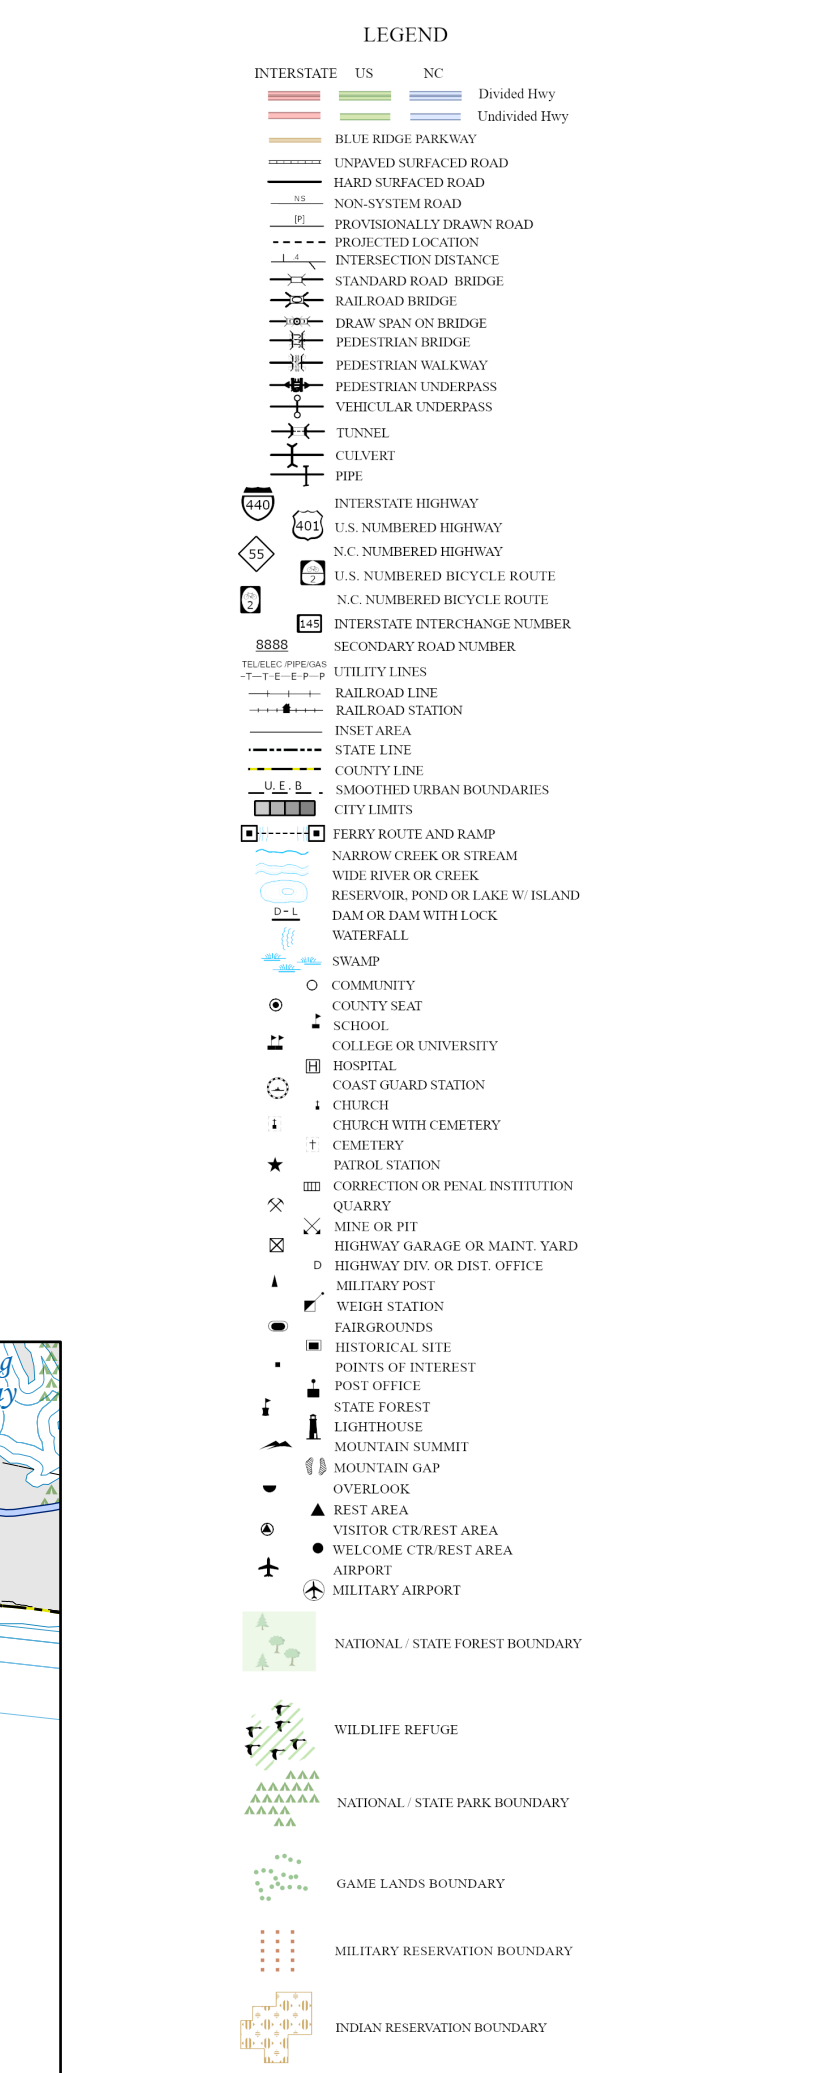 LEGEND
INTERSTATE US NC
Divided Hwy
Undivided Hwy
BLUE RIDGE PARKWAY
UNPAVED SURFACED ROAD
HARD SURFACED ROAD
NS NON-SYSTEM ROAD
[P] PROVISIONALLY DRAWN ROAD
PROJECTED LOCATION
.4 INTERSECTION DISTANCE
STANDARD ROAD BRIDGE
RAILROAD BRIDGE
DRAW SPAN ON BRIDGE
PEDESTRIAN BRIDGE
PEDESTRIAN WALKWAY
PEDESTRIAN UNDERPASS
VEHICULAR UNDERPASS
TUNNEL
CULVERT
PIPE
440 INTERSTATE HIGHWAY
401 U.S. NUMBERED HIGHWAY
55 N.C. NUMBERED HIGHWAY
2 U.S. NUMBERED BICYCLE ROUTE
2 N.C. NUMBERED BICYCLE ROUTE
145 INTERSTATE INTERCHANGE NUMBER
8888 SECONDARY ROAD NUMBER
TEL/ELEC /PIPE/GAS
-T—T-E—E-P—P UTILITY LINES
RAILROAD LINE
RAILROAD STATION
INSET AREA
STATE LINE
COUNTY LINE
U. E. B SMOOTHED URBAN BOUNDARIES
CITY LIMITS
FERRY ROUTE AND RAMP
NARROW CREEK OR STREAM
WIDE RIVER OR CREEK
RESERVOIR, POND OR LAKE W/ ISLAND
D-L DAM OR DAM WITH LOCK
WATERFALL
SWAMP
COMMUNITY
COUNTY SEAT
SCHOOL
COLLEGE OR UNIVERSITY
H HOSPITAL
COAST GUARD STATION
CHURCH
CHURCH WITH CEMETERY
CEMETERY
PATROL STATION
CORRECTION OR PENAL INSTITUTION
QUARRY
MINE OR PIT
HIGHWAY GARAGE OR MAINT. YARD
D HIGHWAY DIV. OR DIST. OFFICE
MILITARY POST
WEIGH STATION
FAIRGROUNDS
HISTORICAL SITE
POINTS OF INTEREST
POST OFFICE
STATE FOREST
LIGHTHOUSE
MOUNTAIN SUMMIT
MOUNTAIN GAP
OVERLOOK
REST AREA
VISITOR CTR/REST AREA
WELCOME CTR/REST AREA
AIRPORT
MILITARY AIRPORT
NATIONAL / STATE FOREST BOUNDARY
WILDLIFE REFUGE
NATIONAL / STATE PARK BOUNDARY
GAME LANDS BOUNDARY
MILITARY RESERVATION BOUNDARY
INDIAN RESERVATION BOUNDARY